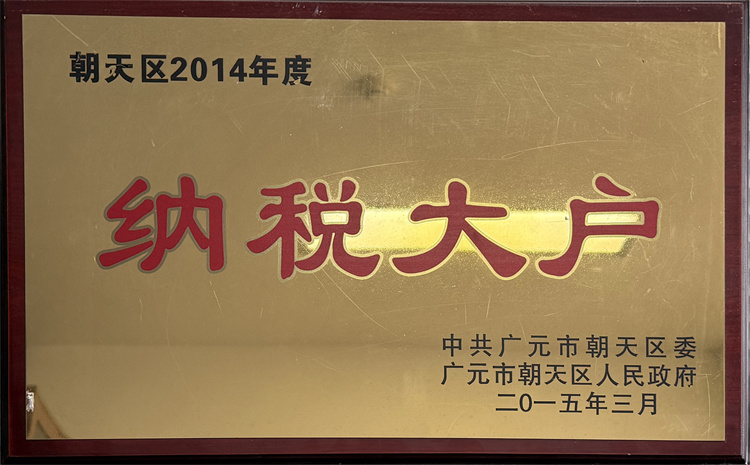 朝天区2014年度
纳税大户
中共广元市朝天区委
广元市朝天区人民政府
二〇一五年三月